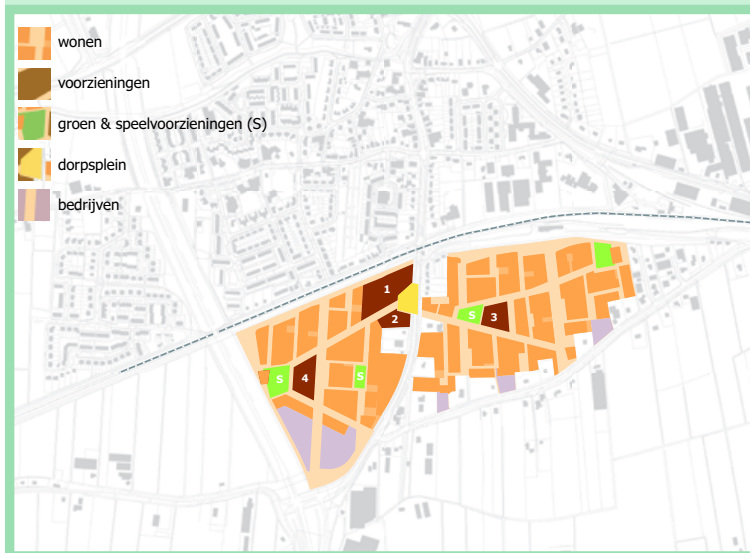 wonen
voorzieningen
groen & speelvoorzieningen (S)
dorpsplein
bedrijven
1
2
S
3
S
4
S